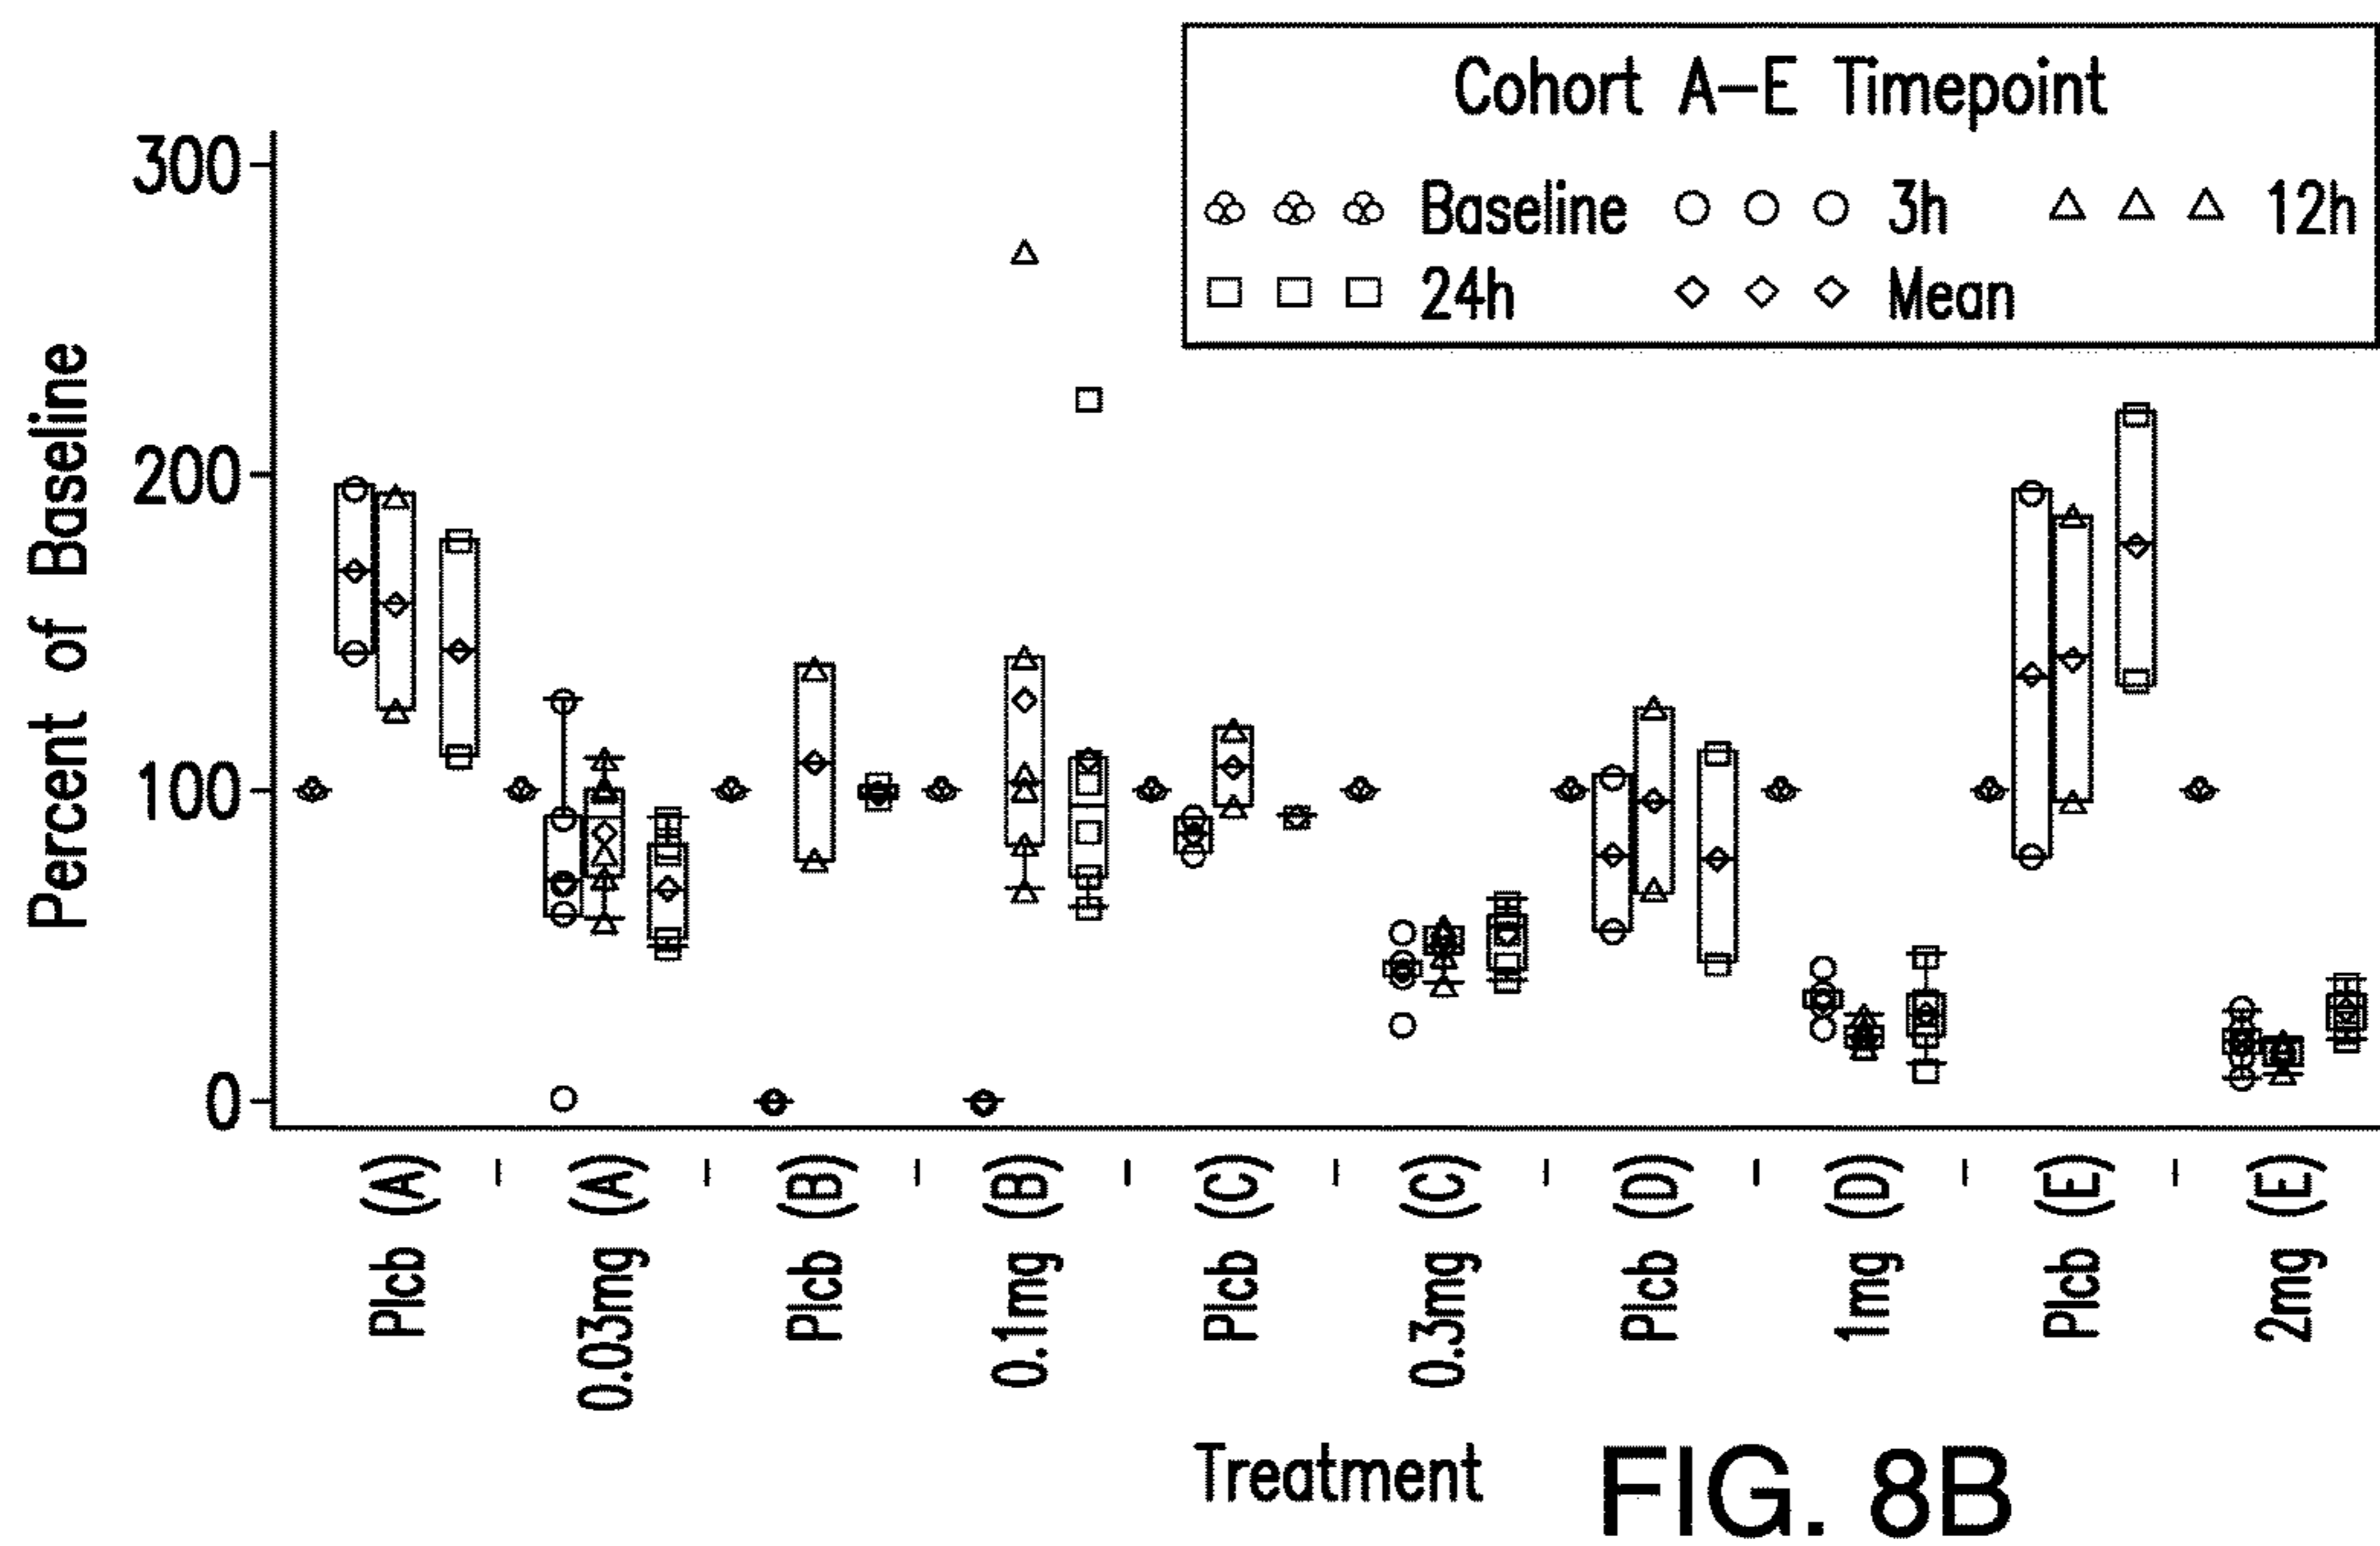 Cohort A-E Timepoint
Baseline 3h 12h
24h Mean
Percent of Baseline
300
200
100
0
Plcb (A)
0.03mg (A)
Plcb (B)
0.1mg (B)
Plcb (C)
0.3mg (C)
Plcb (D)
1mg (D)
Plcb (E)
2mg (E)
Treatment
FIG. 8B